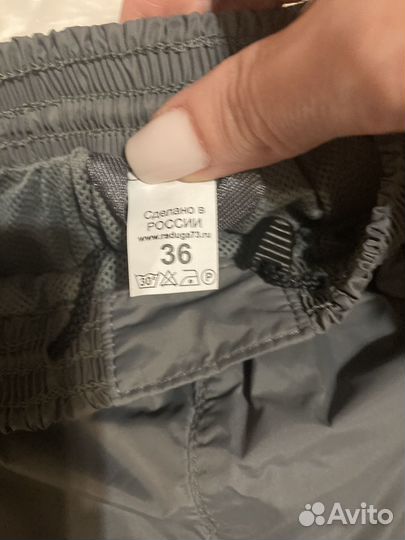 Сделано в
РОССИИ
www.raduga73.ru
36
30°
P
Avito